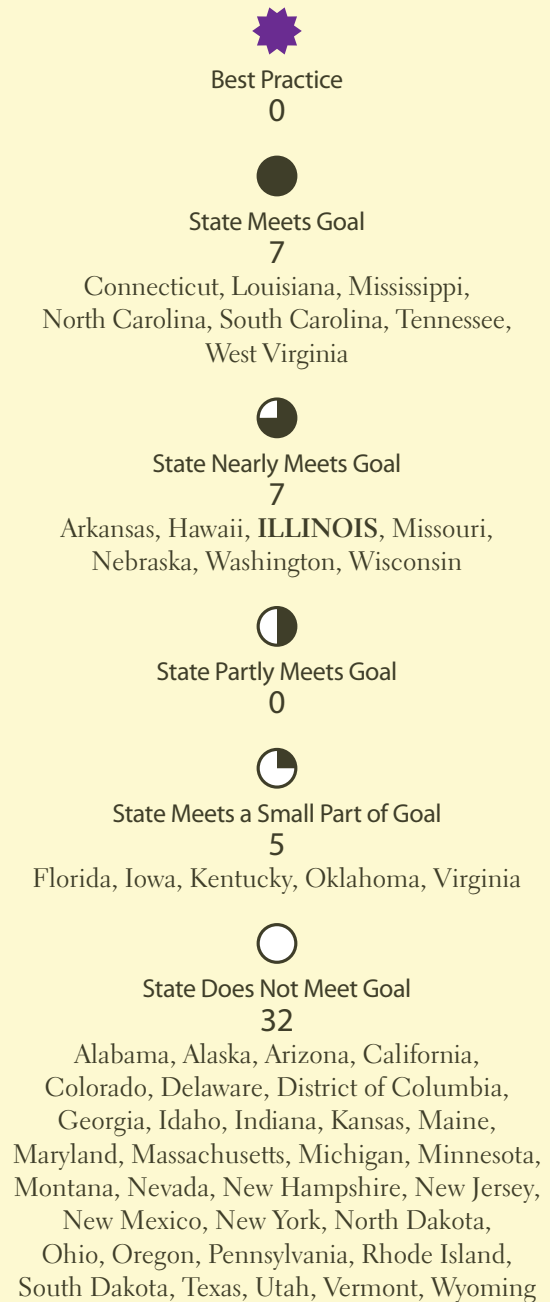 Best Practice
0
State Meets Goal
7
Connecticut, Louisiana, Mississippi,
North Carolina, South Carolina, Tennessee,
West Virginia
State Nearly Meets Goal
7
Arkansas, Hawaii, ILLINOIS, Missouri,
Nebraska, Washington, Wisconsin
State Partly Meets Goal
0
State Meets a Small Part of Goal
5
Florida, Iowa, Kentucky, Oklahoma, Virginia
State Does Not Meet Goal
32
Alabama, Alaska, Arizona, California,
Colorado, Delaware, District of Columbia,
Georgia, Idaho, Indiana, Kansas, Maine,
Maryland, Massachusetts, Michigan, Minnesota,
Montana, Nevada, New Hampshire, New Jersey,
New Mexico, New York, North Dakota,
Ohio, Oregon, Pennsylvania, Rhode Island,
South Dakota, Texas, Utah, Vermont, Wyoming